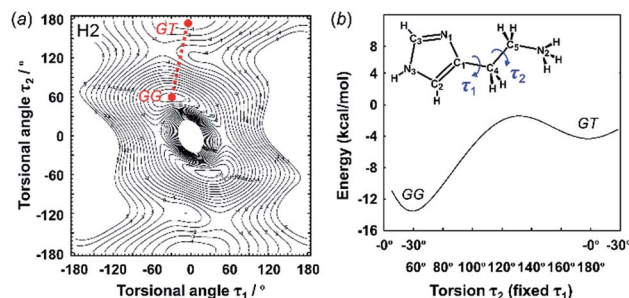 (a)
H2
GT
GG
Torsional angle τ2 / °
180
120
60
0
-60
-120
-180
-180 -120 -60 0 60 120 180
Torsional angle τ1 / °
(b)
Energy (kcal/mol)
8
4
0
-4
-8
-12
-16
C3 N1
N3
H
C2
H
C4
H H
C5
H H
N2 H
H H
τ1
τ2
GG
GT
-0° -30° -0° -30°
60° 80° 100° 120° 140° 160° 180°
Torsion τ2 (fixed τ1)